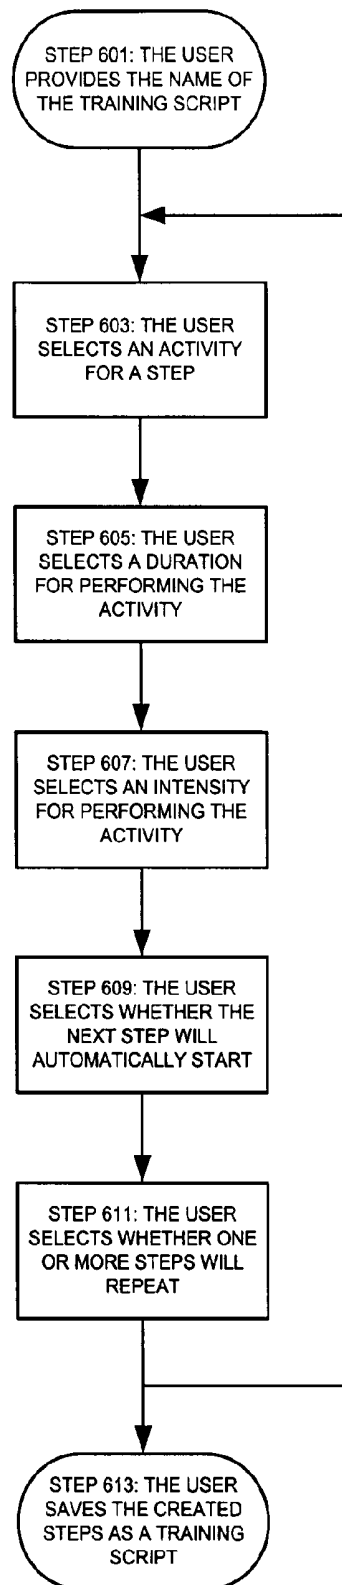 STEP 601: THE USER
PROVIDES THE NAME OF
THE TRAINING SCRIPT
STEP 603: THE USER
SELECTS AN ACTIVITY
FOR A STEP
STEP 605: THE USER
SELECTS A DURATION
FOR PERFORMING THE
ACTIVITY
STEP 607: THE USER
SELECTS AN INTENSITY
FOR PERFORMING THE
ACTIVITY
STEP 609: THE USER
SELECTS WHETHER THE
NEXT STEP WILL
AUTOMATICALLY START
STEP 611: THE USER
SELECTS WHETHER ONE
OR MORE STEPS WILL
REPEAT
STEP 613: THE USER
SAVES THE CREATED
STEPS AS A TRAINING
SCRIPT